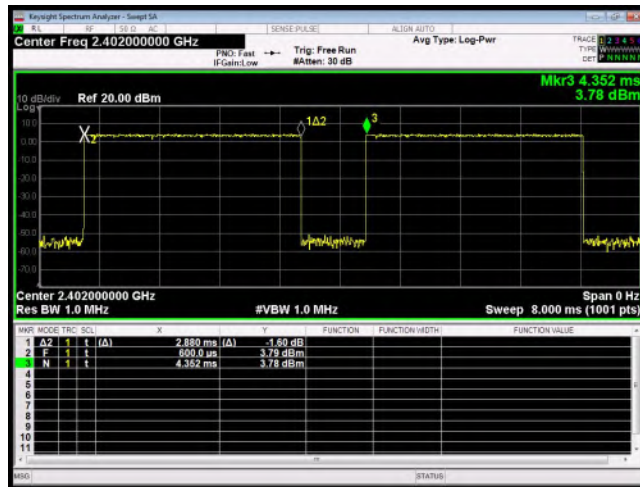 Keysight Spectrum Analyzer - Swept SA
RL RF 50 Ω AC SENSE:PULSE ALIGN AUTO
Center Freq 2.402000000 GHz Avg Type: Log-Pwr TRACE 1 2 3 4 5 6
PNO: Fast Trig: Free Run TYPE
IFGain:Low #Atten: 30 dB DET P N N N N N
Mkr3 4.352 ms
10 dB/div Ref 20.00 dBm 3.78 dBm
Log
10.0 1Δ2 3
0.00 2
-10.0
-20.0
-30.0
-40.0
-50.0
-60.0
-70.0
Center 2.402000000 GHz Span 0 Hz
Res BW 1.0 MHz #VBW 1.0 MHz Sweep 8.000 ms (1001 pts)
MKR MODE TRC SCL X Y FUNCTION FUNCTION WIDTH FUNCTION VALUE
1 Δ2 1 t (Δ) 2.880 ms (Δ) -1.60 dB
2 F 1 t 600.0 µs 3.79 dBm
3 N 1 t 4.352 ms 3.78 dBm
4
5
6
7
8
9
10
11
MSG STATUS